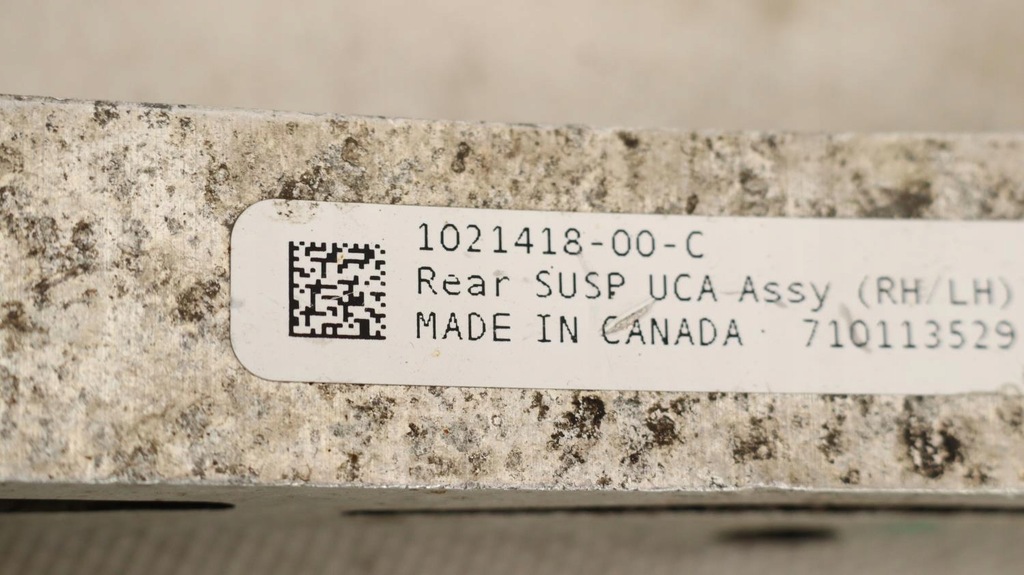 1021418-00-C
Rear SUSP UCA Assy (RH/LH)
MADE IN CANADA 710113529